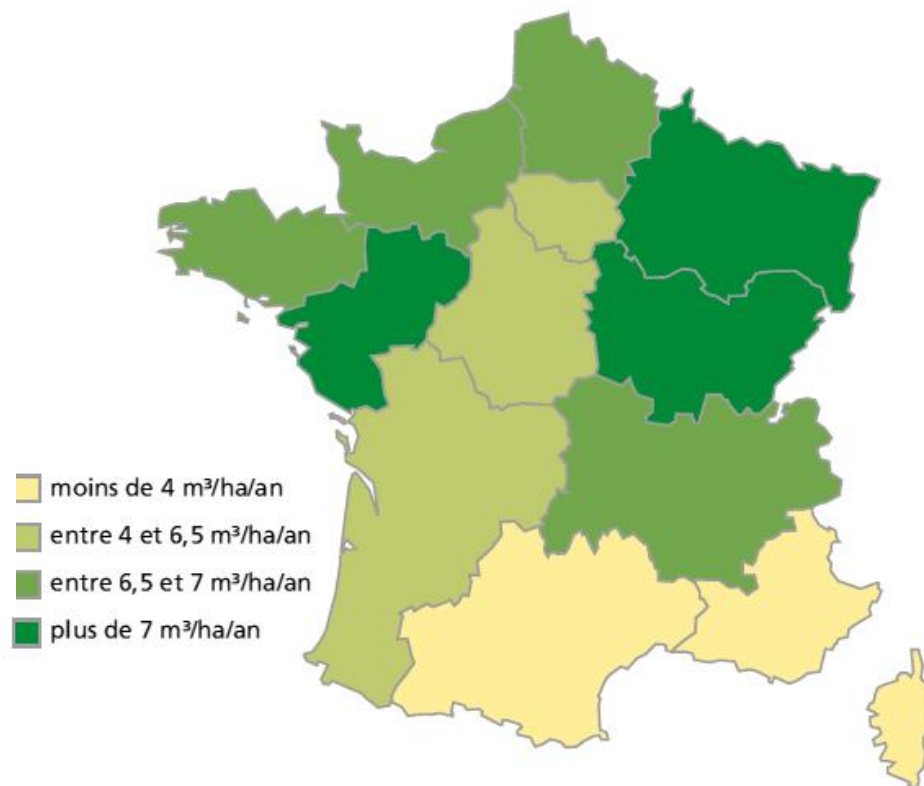 moins de 4 m³/ha/an
entre 4 et 6,5 m³/ha/an
entre 6,5 et 7 m³/ha/an
plus de 7 m³/ha/an